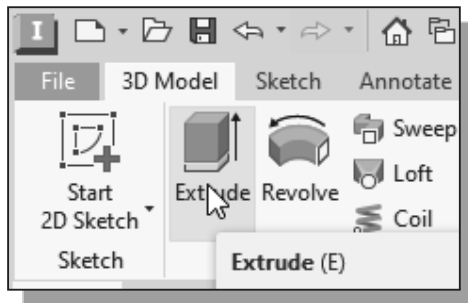 I
File 3D Model Sketch Annotate
Start
2D Sketch
Extrude
Revolve
Sweep
Loft
Coil
Sketch
Extrude (E)